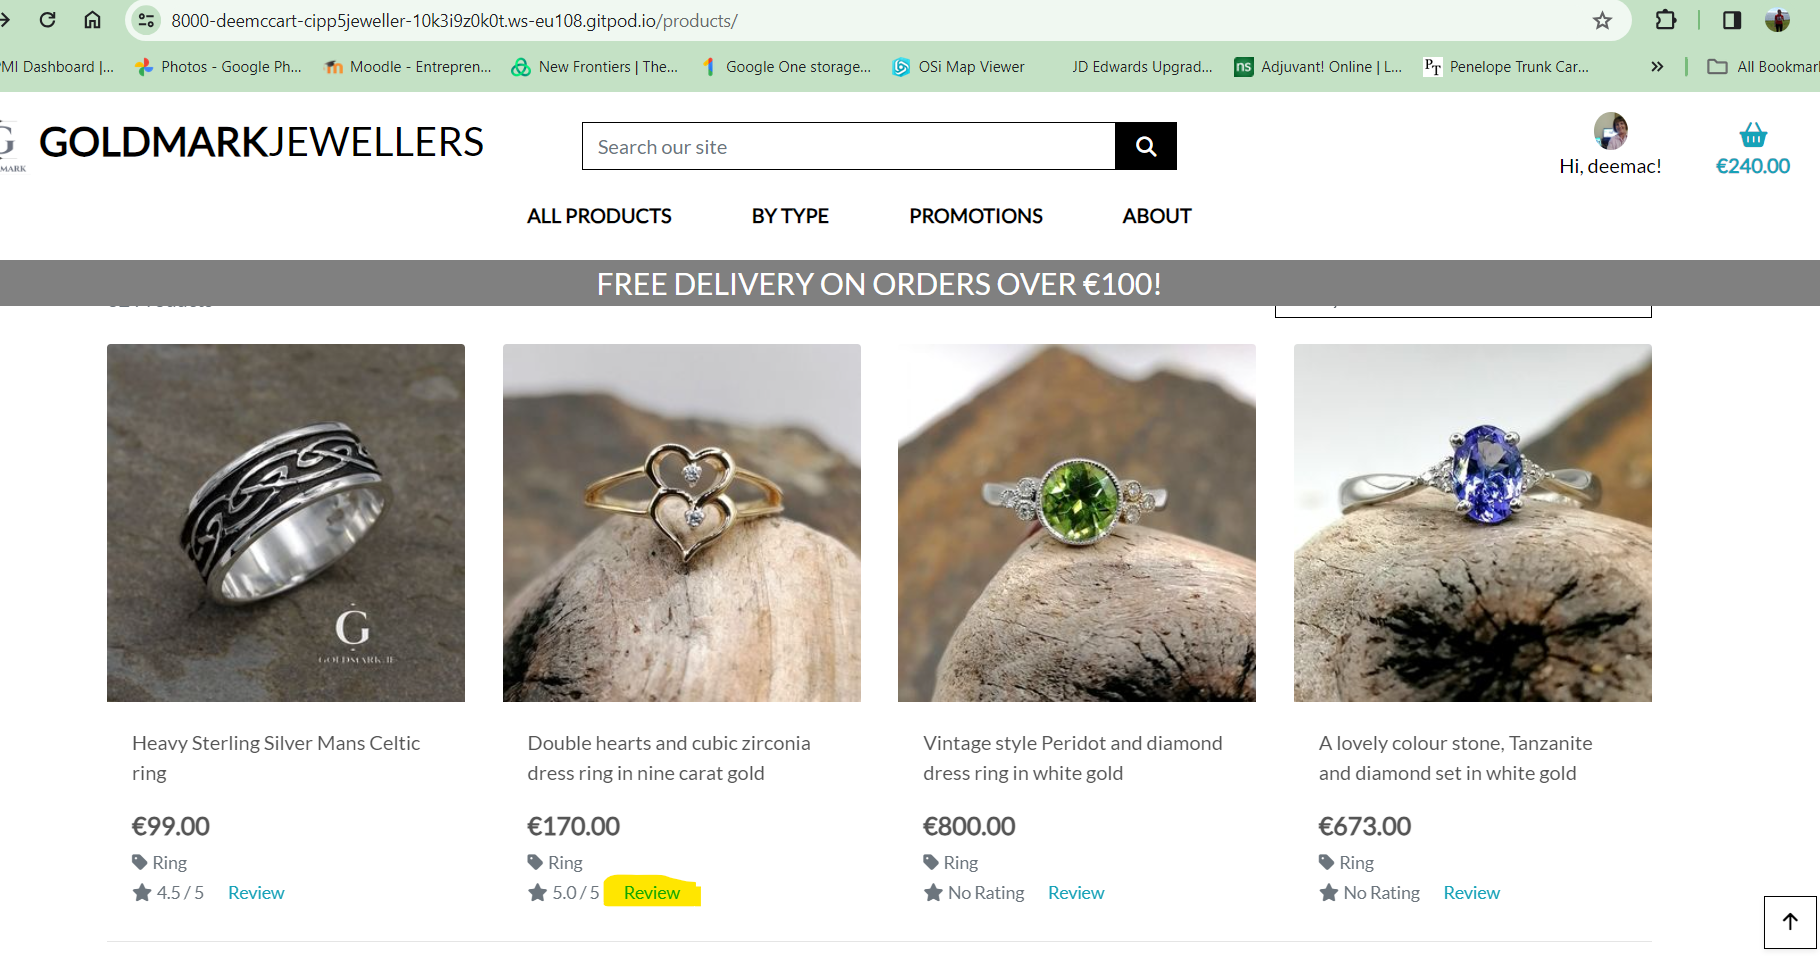 8000-deemccart-cipp5jeweller-10k3i9z0k0t.ws-eu108.gitpod.io/products/
MI Dashboard |...
Photos - Google Ph...
Moodle - Entrepren...
New Frontiers | The...
Google One storage...
OSi Map Viewer
JD Edwards Upgrad...
ns
Adjuvant! Online | L...
PT
Penelope Trunk Car...
»
All Bookmar
G
MARK
GOLDMARKJEWELLERS
Search our site
Hi, deemac!
€240.00
ALL PRODUCTS
BY TYPE
PROMOTIONS
ABOUT
FREE DELIVERY ON ORDERS OVER €100!
G
GOLDMARK.IE
Heavy Sterling Silver Mans Celtic
ring
€99.00
Ring
4.5 / 5 Review
Double hearts and cubic zirconia
dress ring in nine carat gold
€170.00
Ring
5.0 / 5 Review
Vintage style Peridot and diamond
dress ring in white gold
€800.00
Ring
No Rating Review
A lovely colour stone, Tanzanite
and diamond set in white gold
€673.00
Ring
No Rating Review